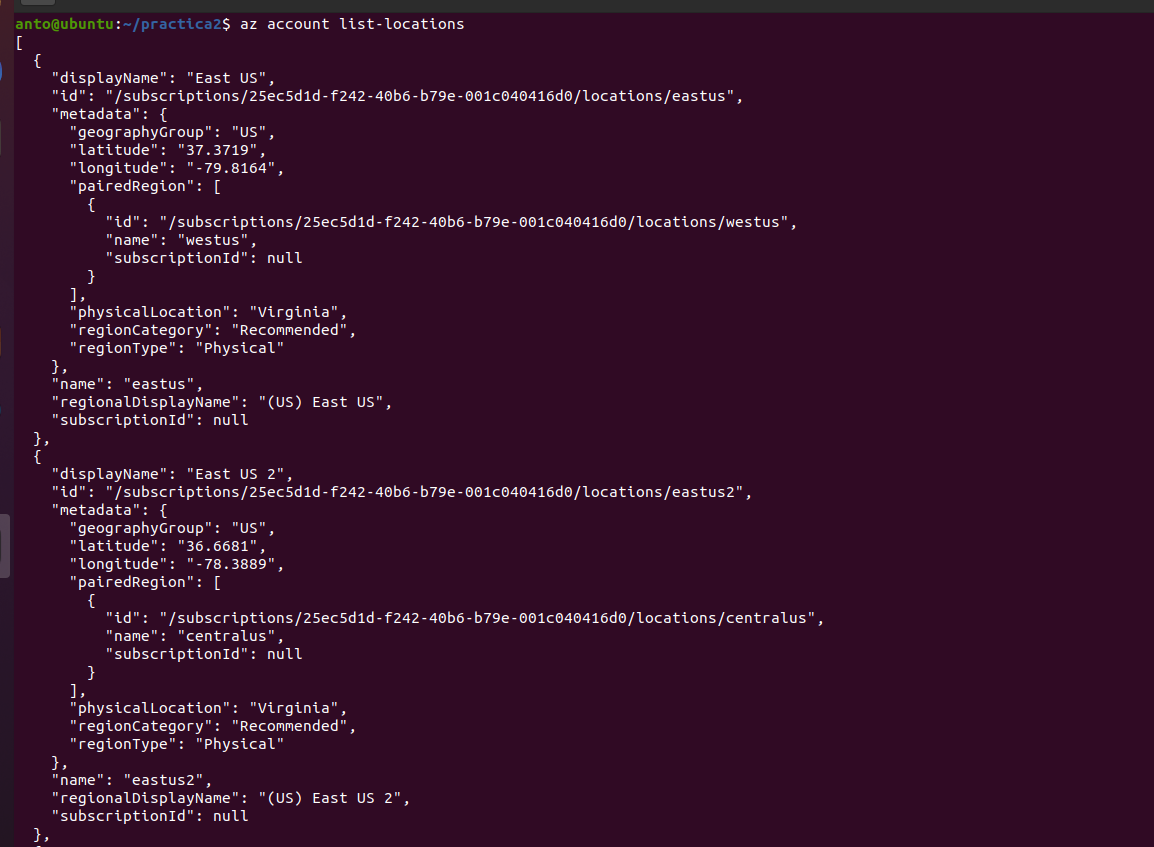 anto@ubuntu:~/practica2$ az account list-locations
[
  {
    "displayName": "East US",
    "id": "/subscriptions/25ec5d1d-f242-40b6-b79e-001c040416d0/locations/eastus",
    "metadata": {
      "geographyGroup": "US",
      "latitude": "37.3719",
      "longitude": "-79.8164",
      "pairedRegion": [
        {
          "id": "/subscriptions/25ec5d1d-f242-40b6-b79e-001c040416d0/locations/westus",
          "name": "westus",
          "subscriptionId": null
        }
      ],
      "physicalLocation": "Virginia",
      "regionCategory": "Recommended",
      "regionType": "Physical"
    },
    "name": "eastus",
    "regionalDisplayName": "(US) East US",
    "subscriptionId": null
  },
  {
    "displayName": "East US 2",
    "id": "/subscriptions/25ec5d1d-f242-40b6-b79e-001c040416d0/locations/eastus2",
    "metadata": {
      "geographyGroup": "US",
      "latitude": "36.6681",
      "longitude": "-78.3889",
      "pairedRegion": [
        {
          "id": "/subscriptions/25ec5d1d-f242-40b6-b79e-001c040416d0/locations/centralus",
          "name": "centralus",
          "subscriptionId": null
        }
      ],
      "physicalLocation": "Virginia",
      "regionCategory": "Recommended",
      "regionType": "Physical"
    },
    "name": "eastus2",
    "regionalDisplayName": "(US) East US 2",
    "subscriptionId": null
  },